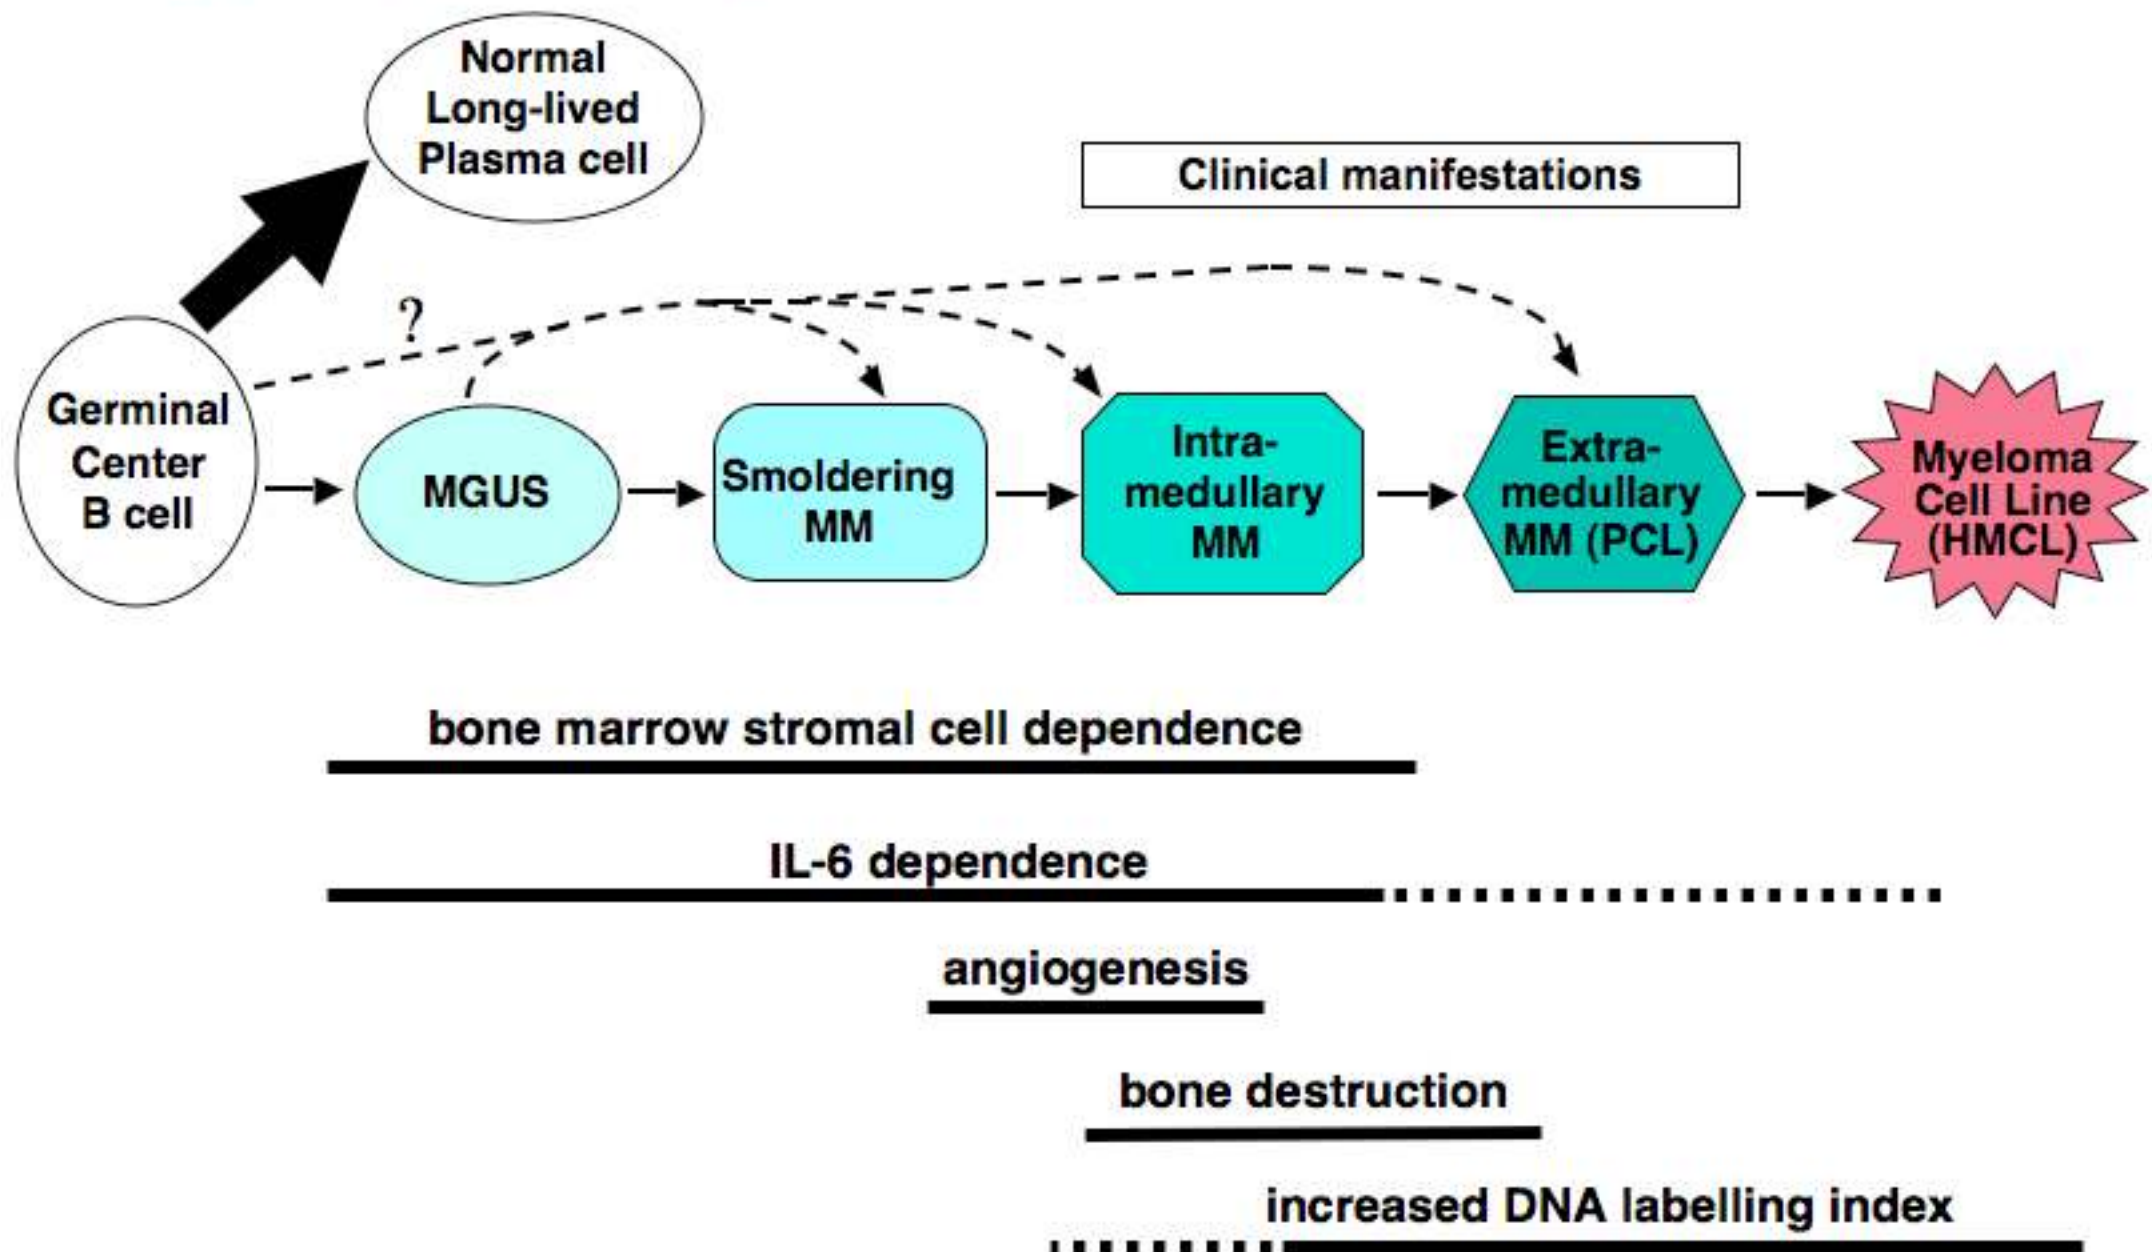 Normal
Long-lived
Plasma cell
Clinical manifestations
?
Germinal
Center
B cell
MGUS
Smoldering
MM
Intra-
medullary
MM
Extra-
medullary
MM (PCL)
Myeloma
Cell Line
(HMCL)
bone marrow stromal cell dependence
IL-6 dependence
angiogenesis
bone destruction
increased DNA labelling index